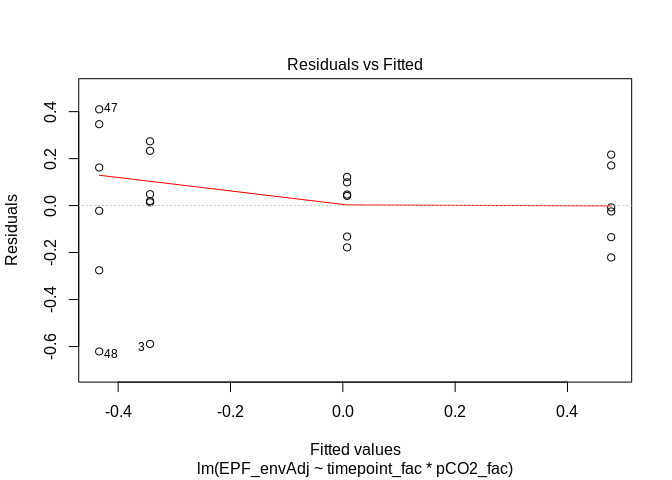 Residuals vs Fitted
47
48
3
0.4
0.2
0.0
-0.2
-0.4
-0.6
Residuals
-0.4 -0.2 0.0 0.2 0.4
Fitted values
lm(EPF_envAdj ~ timepoint_fac * pCO2_fac)